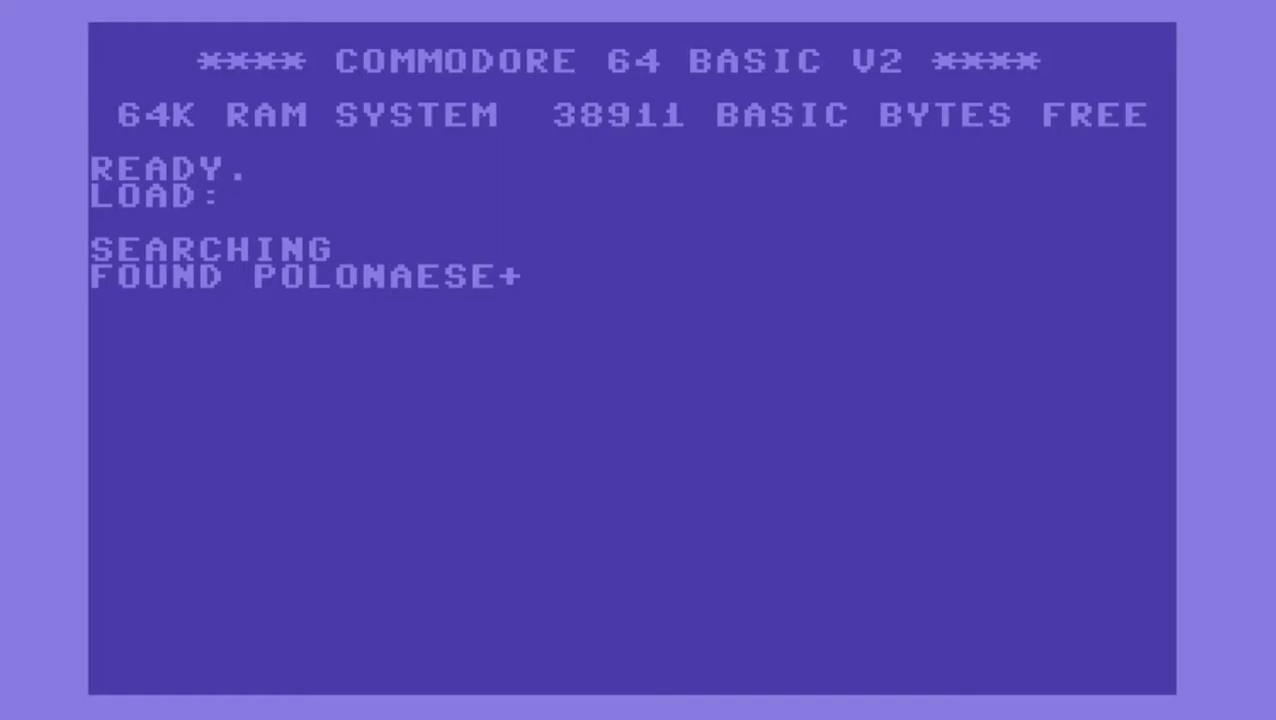 **** COMMODORE 64 BASIC V2 ****
64K RAM SYSTEM  38911 BASIC BYTES FREE
READY.
LOAD:
SEARCHING
FOUND POLONAESE+